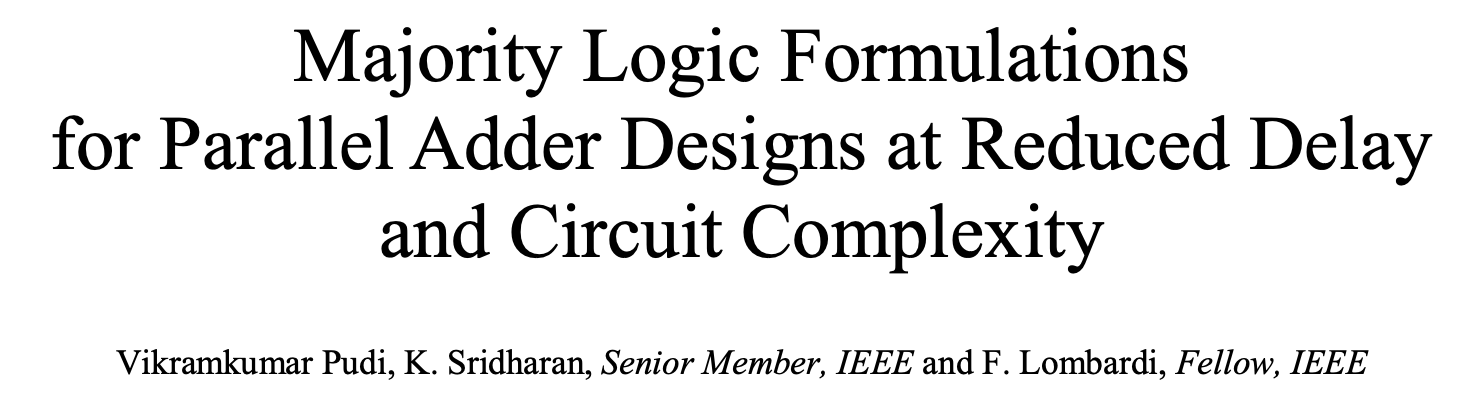 Majority Logic Formulations
for Parallel Adder Designs at Reduced Delay
and Circuit Complexity
Vikramkumar Pudi, K. Sridharan, Senior Member, IEEE and F. Lombardi, Fellow, IEEE